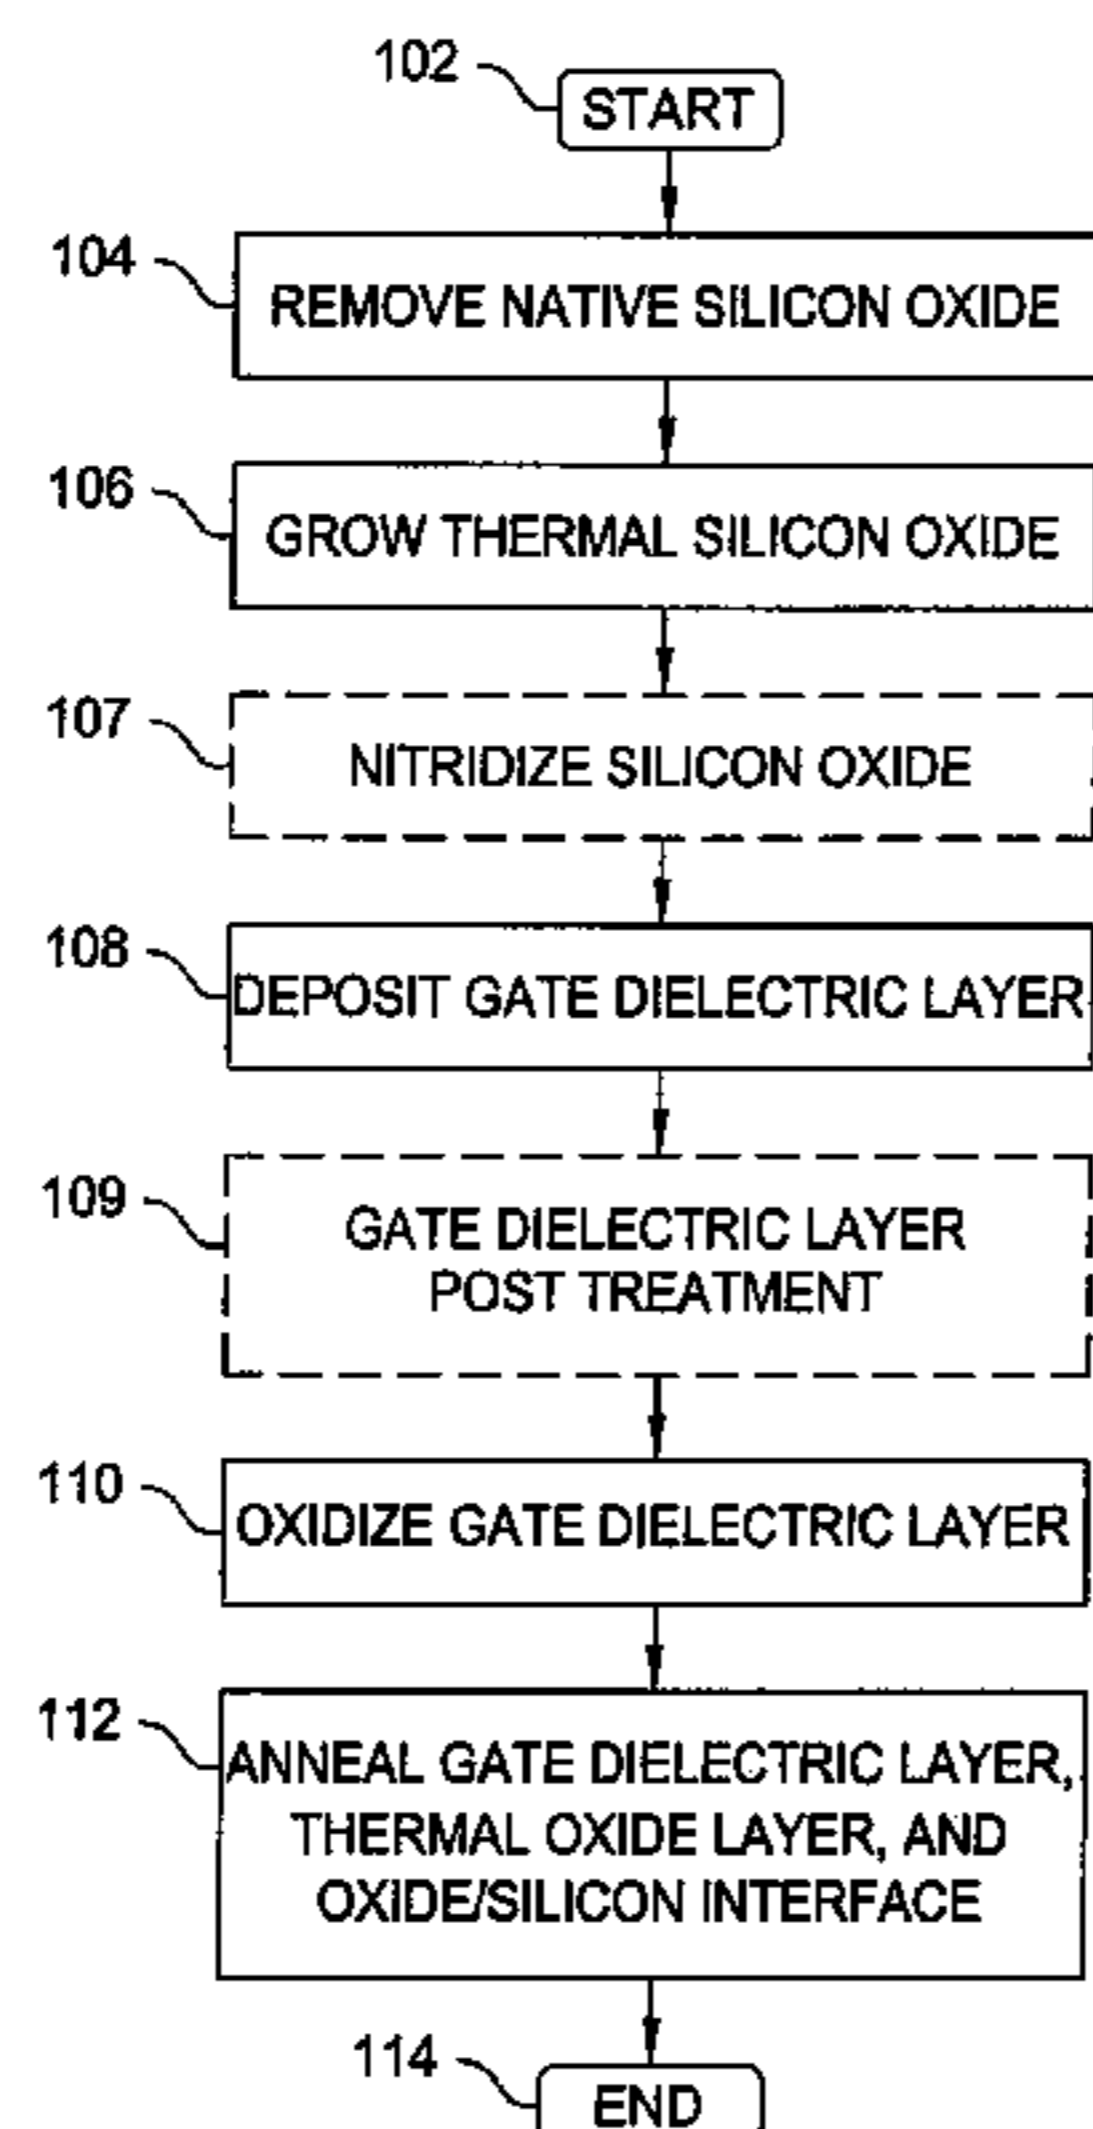 102
START
104
REMOVE NATIVE SILICON OXIDE
106
GROW THERMAL SILICON OXIDE
107
NITRIDIZE SILICON OXIDE
108
DEPOSIT GATE DIELECTRIC LAYER
109
GATE DIELECTRIC LAYER
POST TREATMENT
110
OXIDIZE GATE DIELECTRIC LAYER
112
ANNEAL GATE DIELECTRIC LAYER,
THERMAL OXIDE LAYER, AND
OXIDE/SILICON INTERFACE
114
END